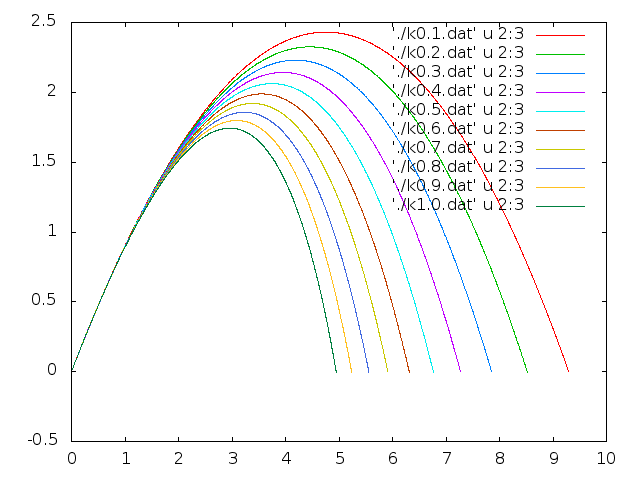 2.5
2
1.5
1
0.5
0
-0.5
0 1 2 3 4 5 6 7 8 9 10
'./k0.1.dat' u 2:3
'./k0.2.dat' u 2:3
'./k0.3.dat' u 2:3
'./k0.4.dat' u 2:3
'./k0.5.dat' u 2:3
'./k0.6.dat' u 2:3
'./k0.7.dat' u 2:3
'./k0.8.dat' u 2:3
'./k0.9.dat' u 2:3
'./k1.0.dat' u 2:3